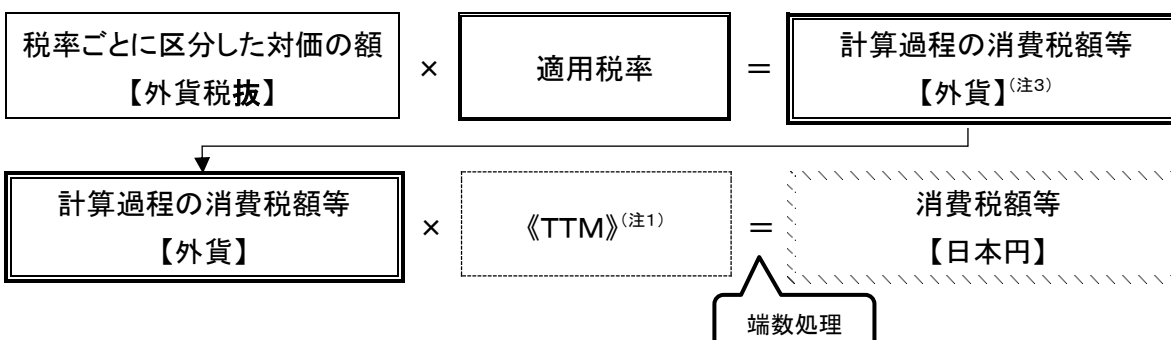 税率ごとに区分した対価の額
【外貨税抜】
×
適用税率
＝
計算過程の消費税額等
【外貨】(注3)
計算過程の消費税額等
【外貨】
×
《TTM》(注1)
＝
消費税額等
【日本円】
端数処理